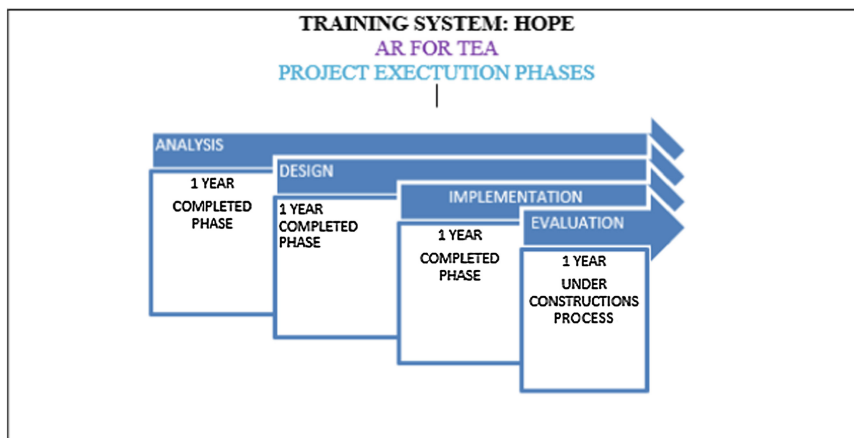 TRAINING SYSTEM: HOPE
AR FOR TEA
PROJECT EXECTUTION PHASES
ANALYSIS
1 YEAR
COMPLETED
PHASE
DESIGN
1 YEAR
COMPLETED
PHASE
IMPLEMENTATION
1 YEAR
COMPLETED
PHASE
EVALUATION
1 YEAR
UNDER
CONSTRUCTIONS
PROCESS